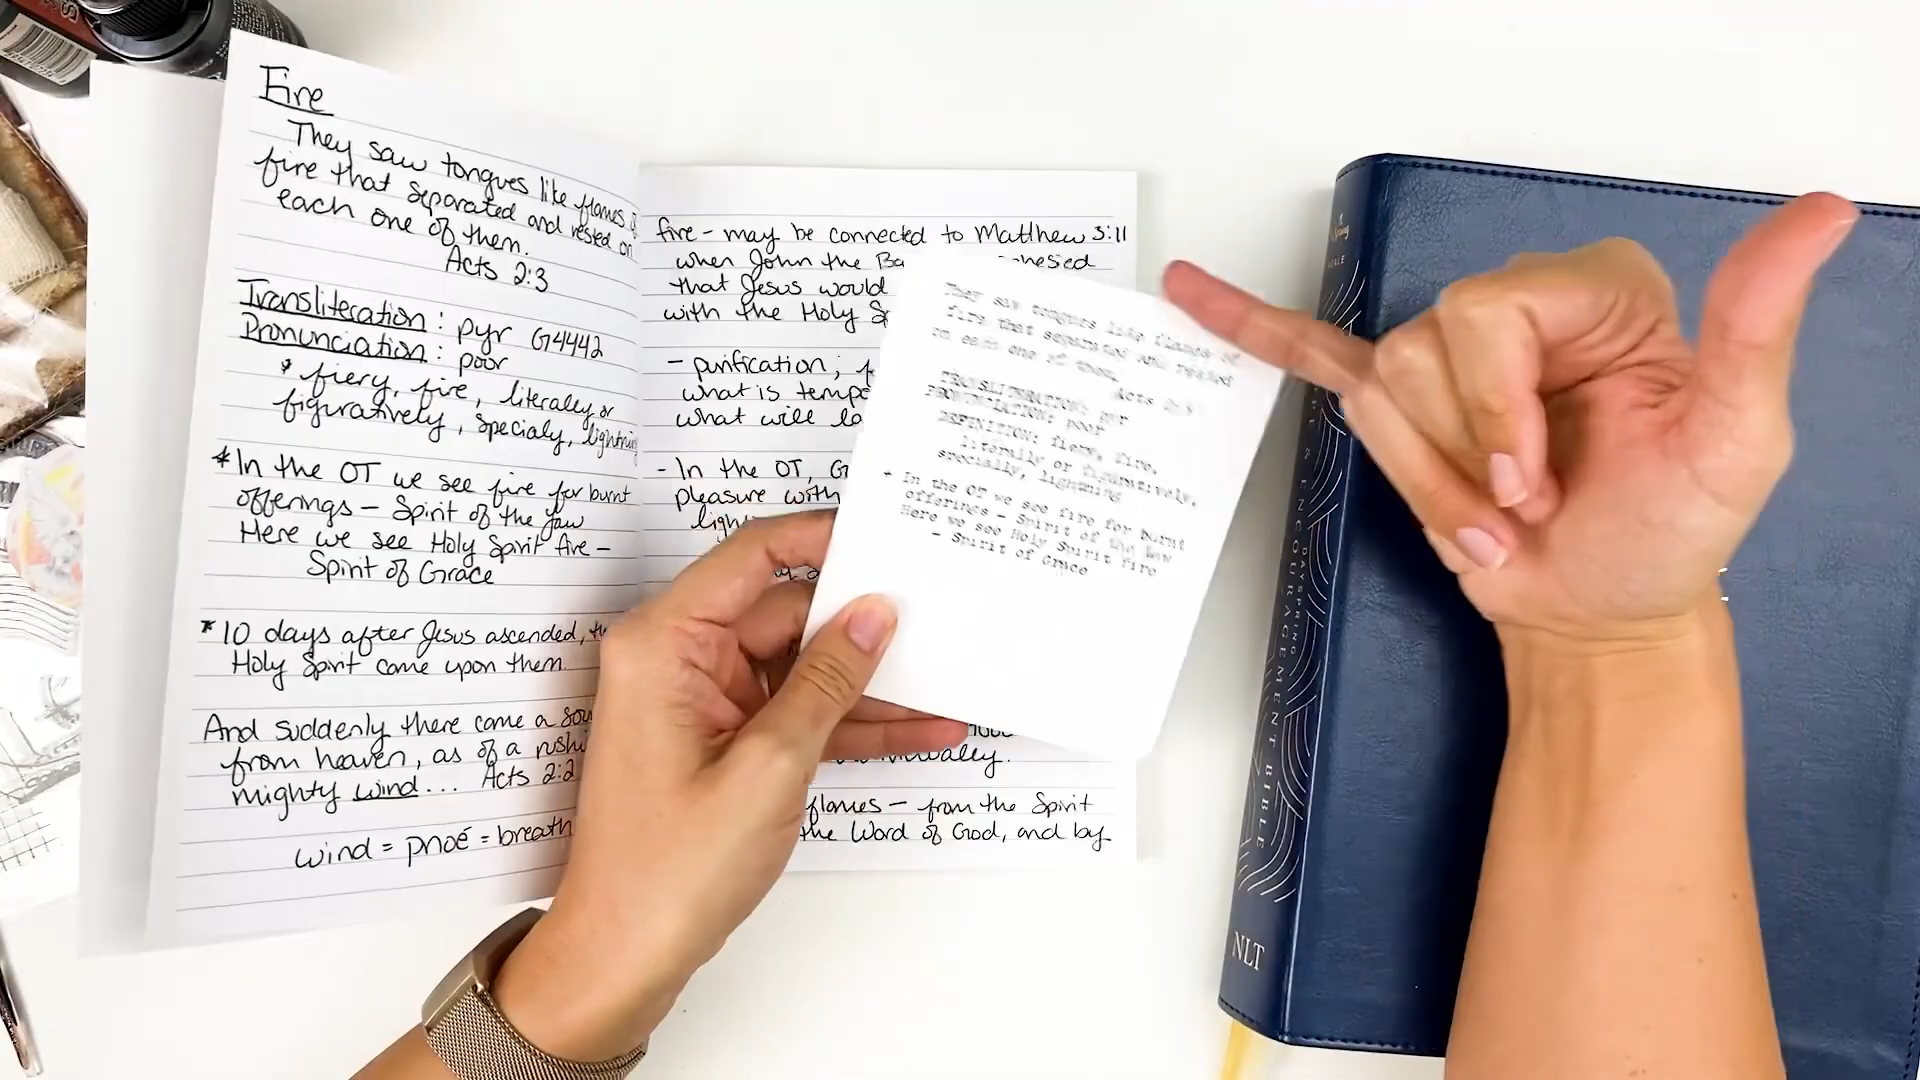 Fire
They saw tongues like flames of
fire that separated and rested on
each one of them.
Acts 2:3
Transliteration: pyr G4442
Pronunciation: poor
* fiery, fire, literally or
figuratively, specialy, lightning
*In the OT we see fire for burnt
offerings - Spirit of the Law
Here we see Holy Spirit fire -
Spirit of Grace
*10 days after Jesus ascended,
Holy Spirit came upon them.
And suddenly there came a
from heaven, as of a
mighty wind... Acts 2:2
wind = pnoé = breath
fire - may be connected to Matthew 3:11
when John the
that Jesus would
with the Holy
- purification;
what is
what will
- In the OT,
pleasure with
flames - from the Spirit
the Word of God, and by
They saw tongues like flames of
fire that separated and rested
on each one of them.
Acts 2:3
TRANSLITERATION: pyr
PRONUNCIATION: poor
DEFINITION: fiery, fire,
literally or figuratively,
specially, lightning
* In the OT we see fire for burnt
offerings - Spirit of the Law
Here we see Holy Spirit fire
- Spirit of Grace
DAYSPRING
ENCOURAGEMENT BIBLE
NLT